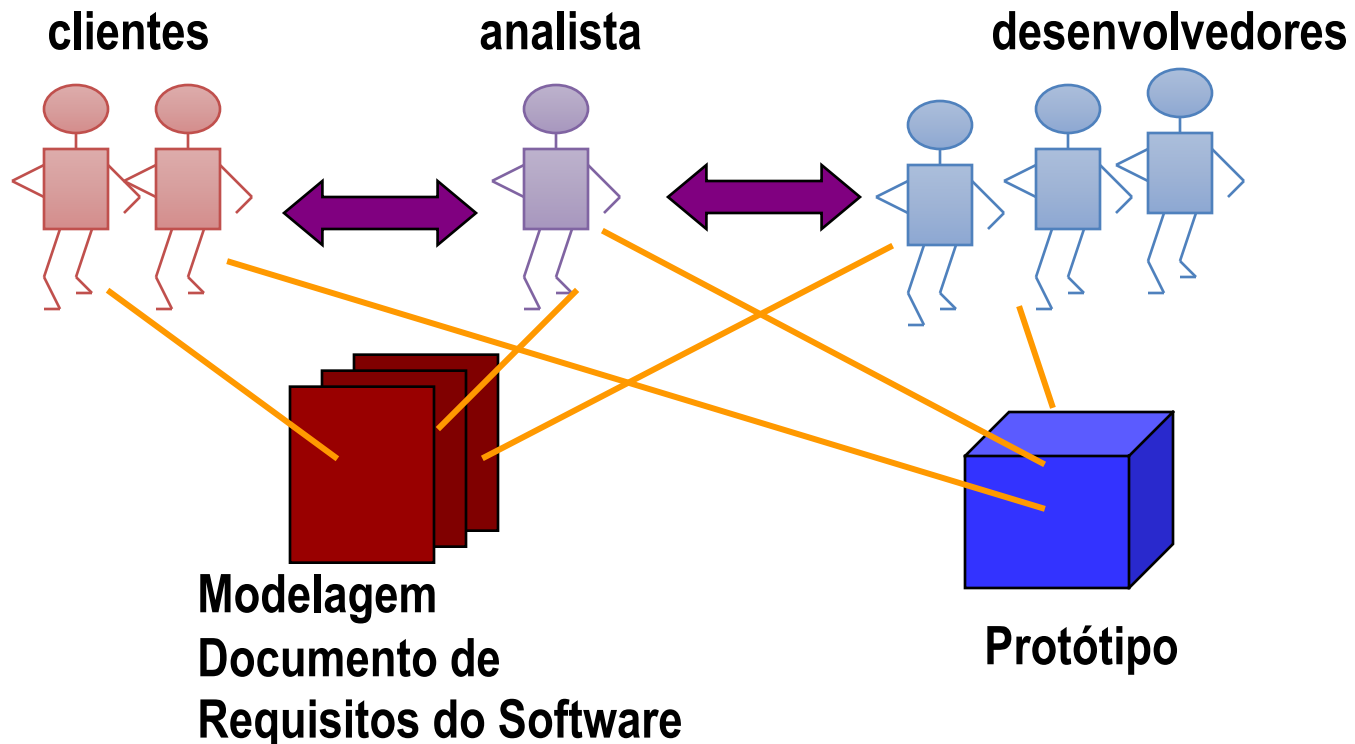 clientes
analista
desenvolvedores
Modelagem
Documento de
Requisitos do Software
Protótipo